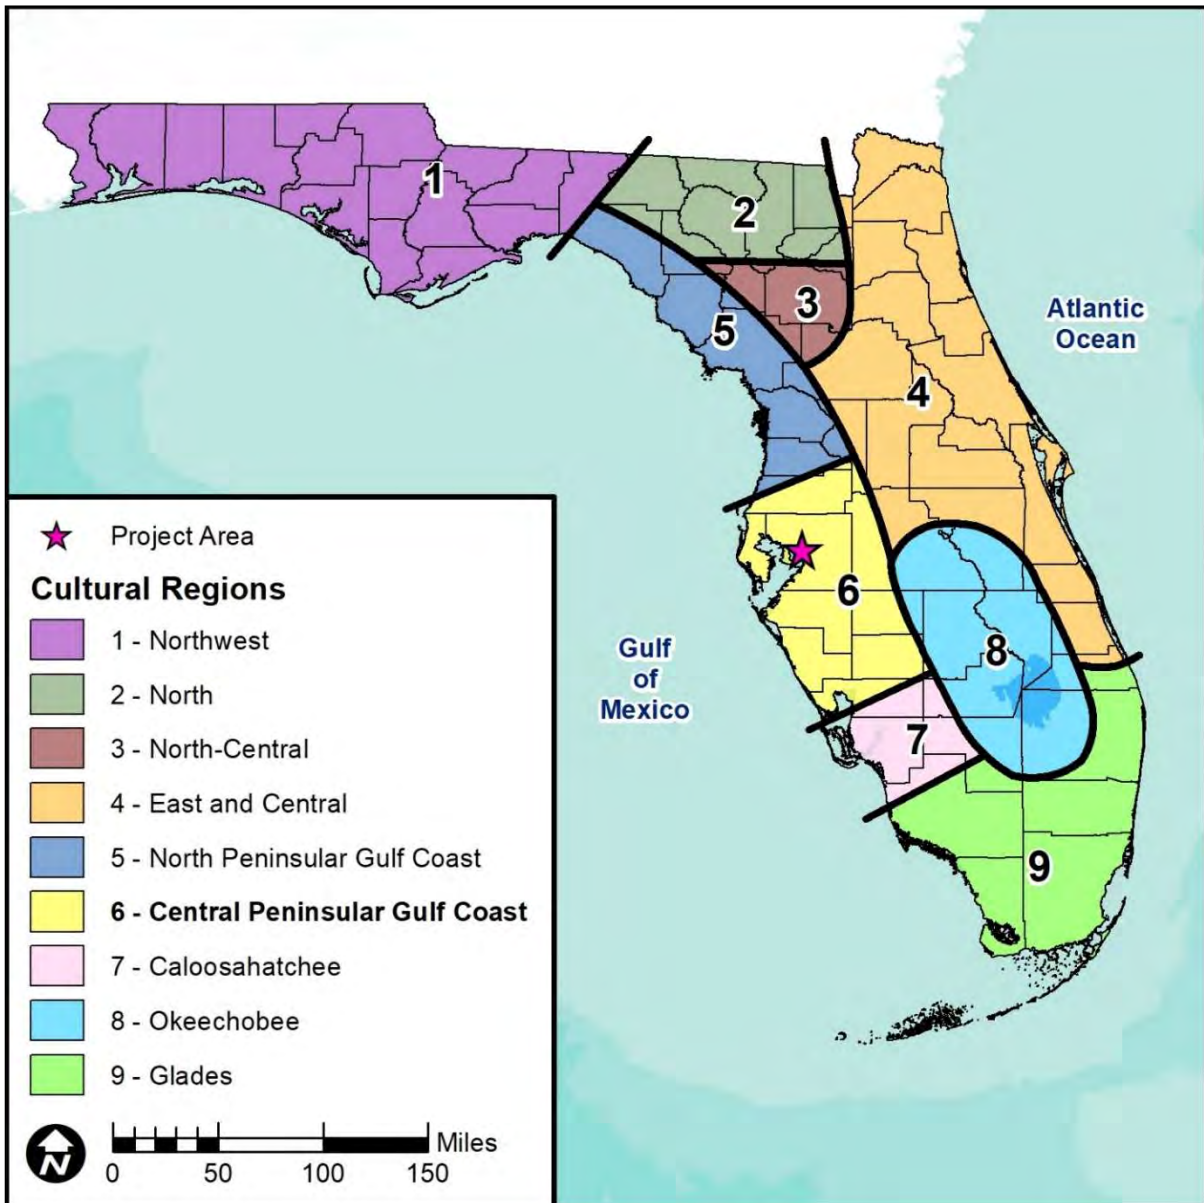 1
2
3
5
4
Atlantic
Ocean
6
8
Gulf
of
Mexico
7
9
Project Area
Cultural Regions
1 - Northwest
2 - North
3 - North-Central
4 - East and Central
5 - North Peninsular Gulf Coast
6 - Central Peninsular Gulf Coast
7 - Caloosahatchee
8 - Okeechobee
9 - Glades
N
Miles
0 50 100 150